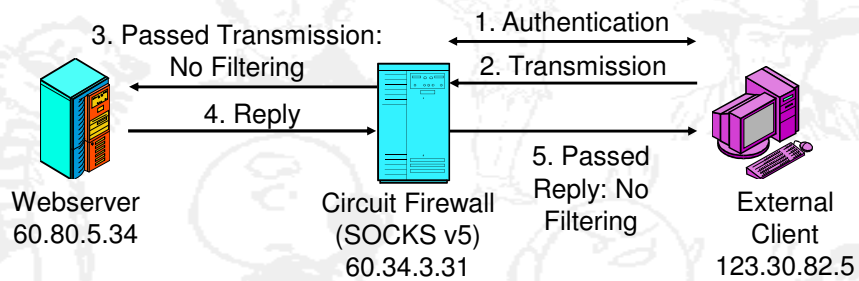 3. Passed Transmission:
No Filtering
1. Authentication
2. Transmission
4. Reply
5. Passed
Reply: No
Filtering
Webserver
60.80.5.34
Circuit Firewall
(SOCKS v5)
60.34.3.31
External
Client
123.30.82.5